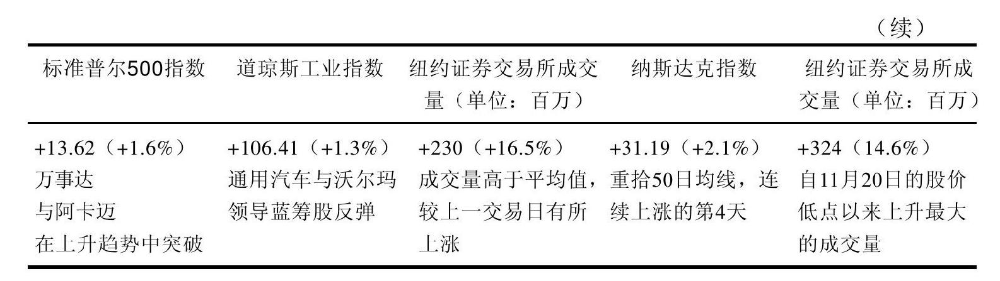 （续）
标准普尔500指数 道琼斯工业指数 纽约证券交易所成交 纳斯达克指数 纽约证券交易所成
量（单位：百万） 交量（单位：百万）
+13.62（+1.6%） +106.41（+1.3%） +230（+16.5%） +31.19（+2.1%） +324（14.6%）
万事达 通用汽车与沃尔玛 成交量高于平均值， 重拾50日均线，连 自11月20日的股价
与阿卡迈 领导蓝筹股反弹 较上一交易日有所 续上涨的第4天 低点以来上升最大
在上升趋势中突破 上涨 的成交量